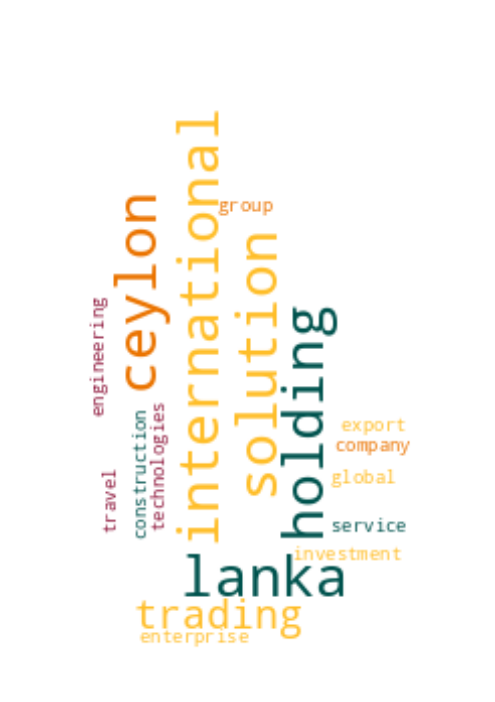 international
group
ceylon
solution
engineering
holding
technologies
construction
export
company
travel
global
service
investment
lanka
trading
enterprise